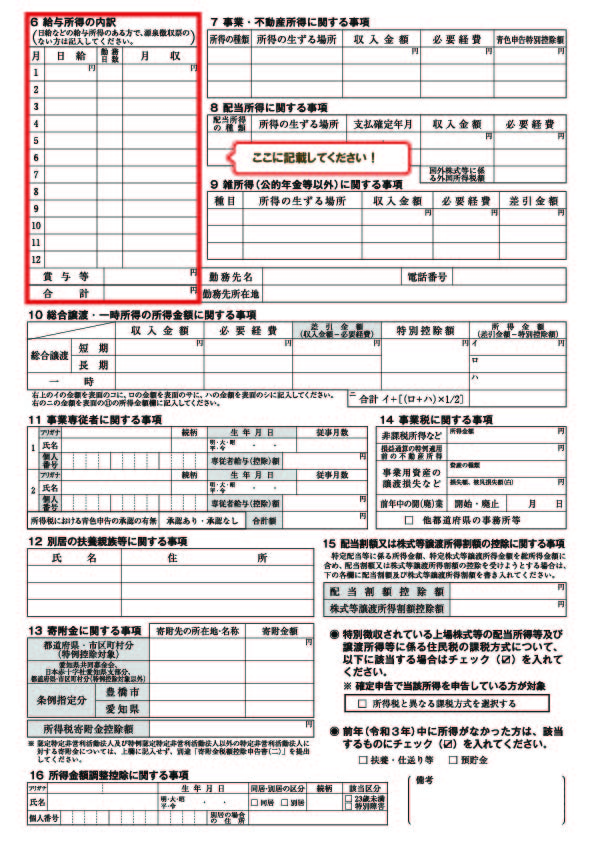 6 給与所得の内訳
(日給などの給与所得のある方で、源泉徴収票の
ない方は記入してください。)
月 日給 勤務日数 月収
1 円 円
2
3
4
5
6
7
8
9
10
11
12
賞与等 円
合計 円
7 事業・不動産所得に関する事項
所得の種類 所得の生ずる場所 収入金額 必要経費 青色申告特別控除額
円 円 円
8 配当所得に関する事項
配当所得の種類 所得の生ずる場所 支払確定年月 収入金額 必要経費
円 円
ここに記載してください！
国外株式等に係る外国所得税額
9 雑所得(公的年金等以外)に関する事項
種目 所得の生ずる場所 収入金額 必要経費 差引金額
円 円 円
勤務先名 電話番号
勤務先所在地
10 総合譲渡・一時所得の所得金額に関する事項
収入金額 必要経費 差引金額(収入金額－必要経費) 特別控除額 所得金額(差引金額－特別控除額)
総合譲渡 短期 円 円 円 円 イ 円
長期 ロ
一時 ハ
右上のイの金額を表面のコに、ロの金額を表面のサに、ハの金額を表面のシに記入してください。
右のニの金額を表面の⑪の所得金額欄に記入してください。
ニ 合計 イ+[(ロ+ハ)×1/2]
11 事業専従者に関する事項
1 フリガナ 続柄 生年月日 従事月数
氏名 明・大・昭 平・令 ・ ・
個人番号 専従者給与(控除)額 円
2 フリガナ 続柄 生年月日 従事月数
氏名 明・大・昭 平・令 ・ ・
個人番号 専従者給与(控除)額 円
所得税における青色申告の承認の有無 承認あり・承認なし 合計額 円
14 事業税に関する事項
非課税所得など 所得金額 円
損益通算の特例適用前の不動産所得 円
事業用資産の譲渡損失など 資産の種類
損失額、被災損失額(白) 円
前年中の開(廃)業 開始・廃止 月 日
□ 他都道府県の事務所等
12 別居の扶養親族等に関する事項
氏名 住所
15 配当割額又は株式等譲渡所得割額の控除に関する事項
特定配当等に係る所得金額、特定株式等譲渡所得金額を総所得金額に
含め、配当割額又は株式等譲渡所得割額の控除を受けようとする場合は、
下の各欄に配当割額及び株式等譲渡所得割額を書き入れてください。
配当割額控除額 円
株式等譲渡所得割額控除額
13 寄附金に関する事項 寄附先の所在地・名称 寄附金額
都道府県・市区町村分(特例控除対象) 円
愛知県共同募金会、
日本赤十字社愛知県支部分、
都道府県・市区町村分(特例控除対象以外)
条例指定分 豊橋市
愛知県
所得税寄附金控除額 円
※ 認定特定非営利活動法人及び特例認定特定非営利活動法人以外の特定非営利活動法人に
対する寄附金については、上欄に記入せず、別途「寄附金税額控除申告書(二)」を提出
してください。
◉ 特別徴収されている上場株式等の配当所得等及び
譲渡所得等に係る住民税の課税方式について、
以下に該当する場合はチェック(☑)を入れて
ください。
※ 確定申告で当該所得を申告している方が対象
□ 所得税と異なる課税方式を選択する
◉ 前年(令和3年)中に所得がなかった方は、該当
するものにチェック(☑)を入れてください。
□ 扶養・仕送り等 □ 預貯金
備考
16 所得金額調整控除に関する事項
フリガナ 生年月日 同居・別居の区分 続柄 該当区分
氏名 明・大・昭 平・令 ・ ・ □ 同居 □ 別居 □ 23歳未満 □ 特別障害
個人番号 別居の場合の住所